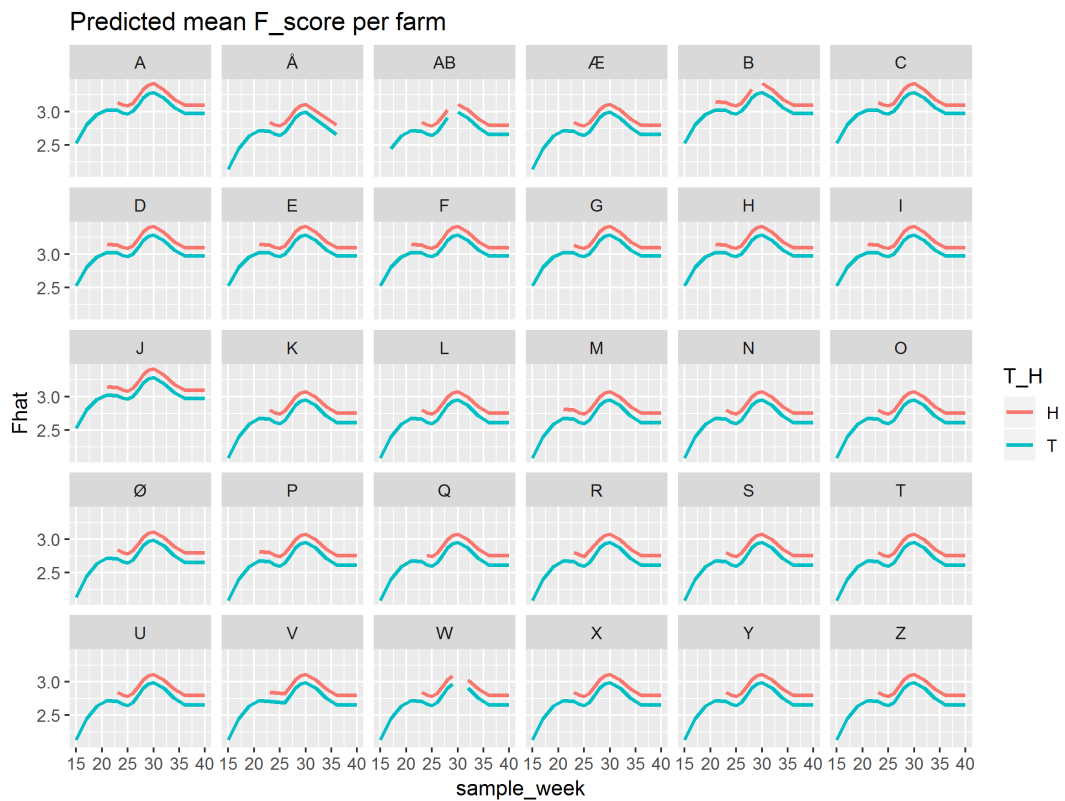 Predicted mean F_score per farm
A Å AB Æ B C
3.0
2.5
D E F G H I
3.0
2.5
J K L M N O
3.0
2.5
Ø P Q R S T
3.0
2.5
U V W X Y Z
3.0
2.5
15 20 25 30 35 40 15 20 25 30 35 40 15 20 25 30 35 40 15 20 25 30 35 40 15 20 25 30 35 40 15 20 25 30 35 40
sample_week
Fhat
T_H
H
T